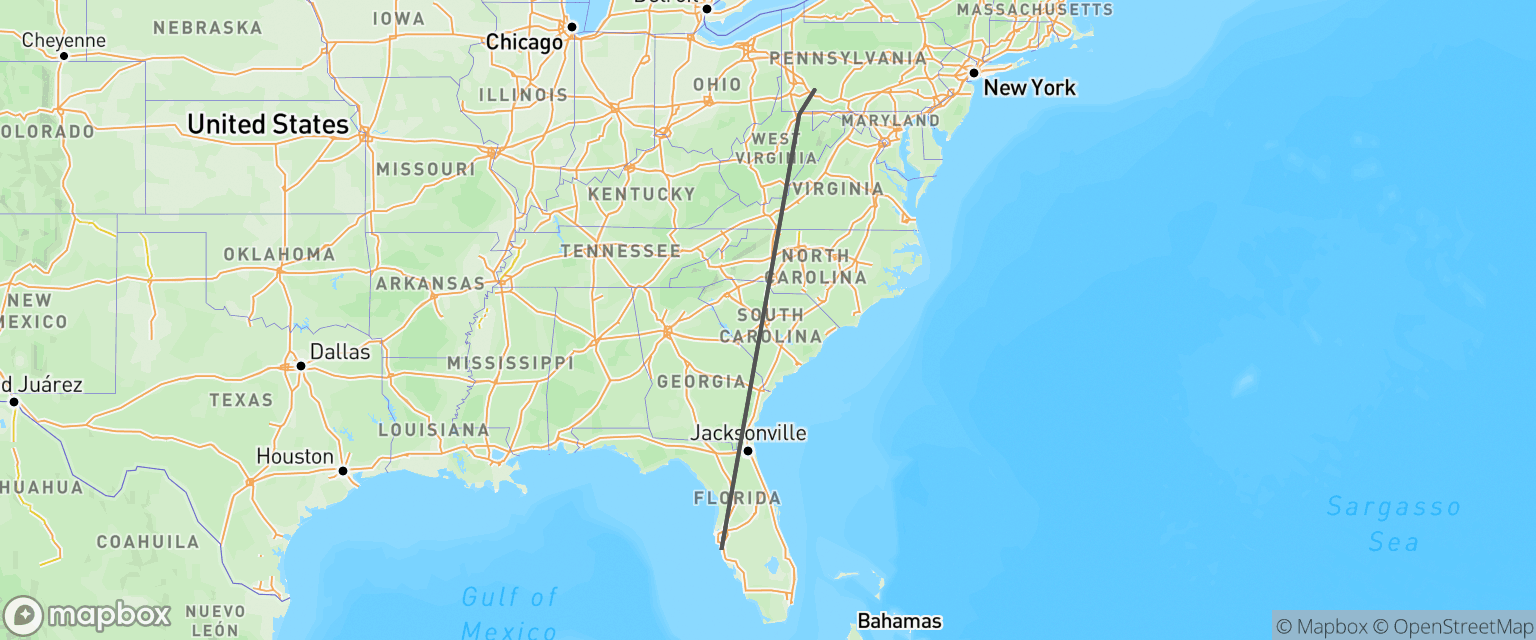 Detroit
MASSACHUSETTS
IOWA
NEBRASKA
Cheyenne
Chicago
PENNSYLVANIA
OHIO
New York
ILLINOIS
United States
COLORADO
MARYLAND
WEST
VIRGINIA
MISSOURI
VIRGINIA
KENTUCKY
OKLAHOMA
TENNESSEE
NORTH
CAROLINA
ARKANSAS
NEW
MEXICO
SOUTH
CAROLINA
Dallas
MISSISSIPPI
d Juárez
GEORGIA
TEXAS
LOUISIANA
Jacksonville
Houston
HUAHUA
FLORIDA
Sargasso
Sea
COAHUILA
Gulf of
Mexico
NUEVO
LEÓN
Bahamas
mapbox
© Mapbox © OpenStreetMap